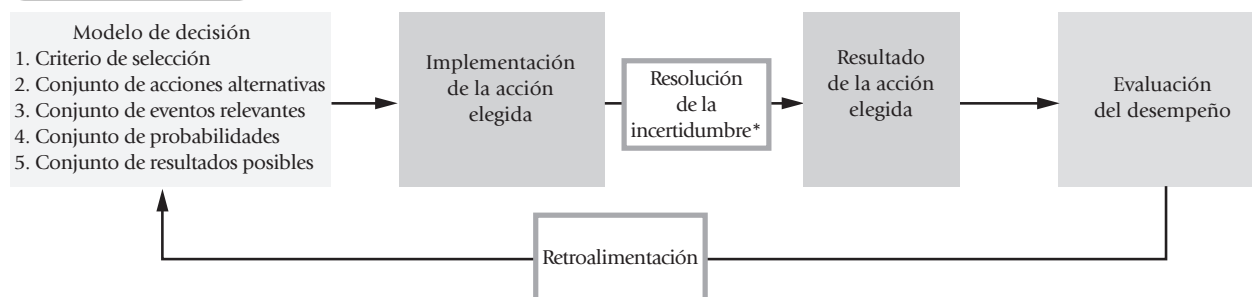 Modelo de decisión
1. Criterio de selección
2. Conjunto de acciones alternativas
3. Conjunto de eventos relevantes
4. Conjunto de probabilidades
5. Conjunto de resultados posibles
Implementación
de la acción
elegida
Resolución
de la
incertidumbre*
Resultado
de la acción
elegida
Evaluación
del desempeño
Retroalimentación